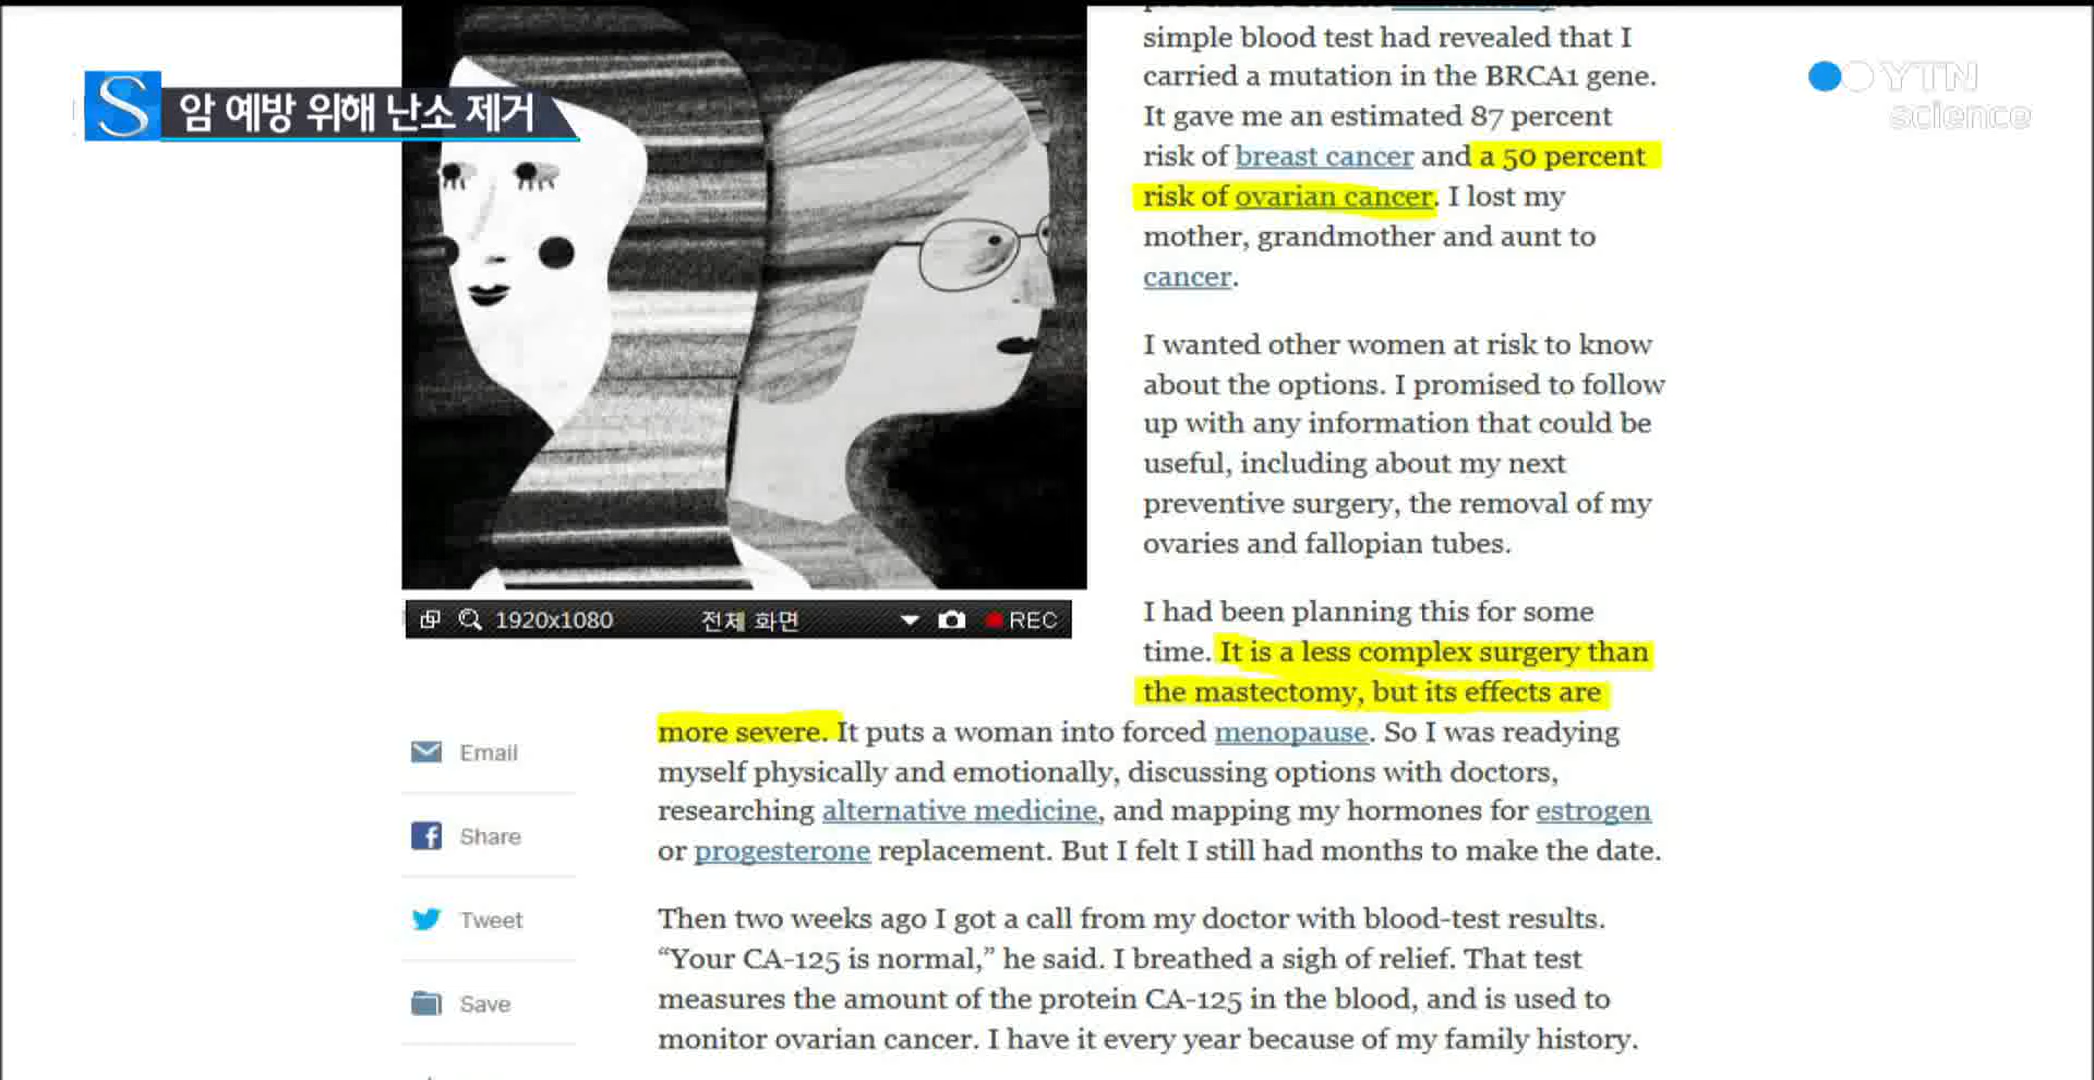 simple blood test had revealed that I
carried a mutation in the BRCA1 gene.
It gave me an estimated 87 percent
risk of breast cancer and a 50 percent
risk of ovarian cancer. I lost my
mother, grandmother and aunt to
cancer.
I wanted other women at risk to know
about the options. I promised to follow
up with any information that could be
useful, including about my next
preventive surgery, the removal of my
ovaries and fallopian tubes.
I had been planning this for some
time. It is a less complex surgery than
the mastectomy, but its effects are
more severe. It puts a woman into forced menopause. So I was readying
myself physically and emotionally, discussing options with doctors,
researching alternative medicine, and mapping my hormones for estrogen
or progesterone replacement. But I felt I still had months to make the date.
Then two weeks ago I got a call from my doctor with blood-test results.
“Your CA-125 is normal,” he said. I breathed a sigh of relief. That test
measures the amount of the protein CA-125 in the blood, and is used to
monitor ovarian cancer. I have it every year because of my family history.
S 암 예방 위해 난소 제거
YTN
science
1920x1080 전체 화면 REC
Email
Share
Tweet
Save